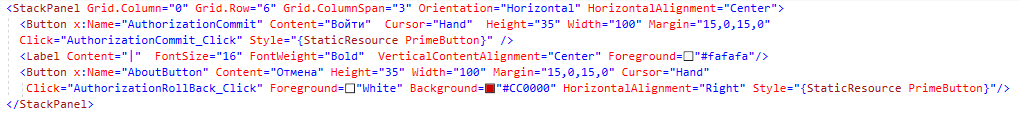 <StackPanel Grid.Column="0" Grid.Row="6" Grid.ColumnSpan="3" Orientation="Horizontal" HorizontalAlignment="Center">
<Button x:Name="AuthorizationCommit" Content="Войти"  Cursor="Hand"  Height="35" Width="100" Margin="15,0,15,0"
Click="AuthorizationCommit_Click" Style="{StaticResource PrimeButton}" />
<Label Content="|"  FontSize="16" FontWeight="Bold"  VerticalContentAlignment="Center" Foreground="#fafafa"/>
<Button x:Name="AboutButton" Content="Отмена" Height="35" Width="100" Margin="15,0,15,0" Cursor="Hand"
Click="AuthorizationRollBack_Click" Foreground="White" Background="#CC0000" HorizontalAlignment="Right" Style="{StaticResource PrimeButton}"/>
</StackPanel>